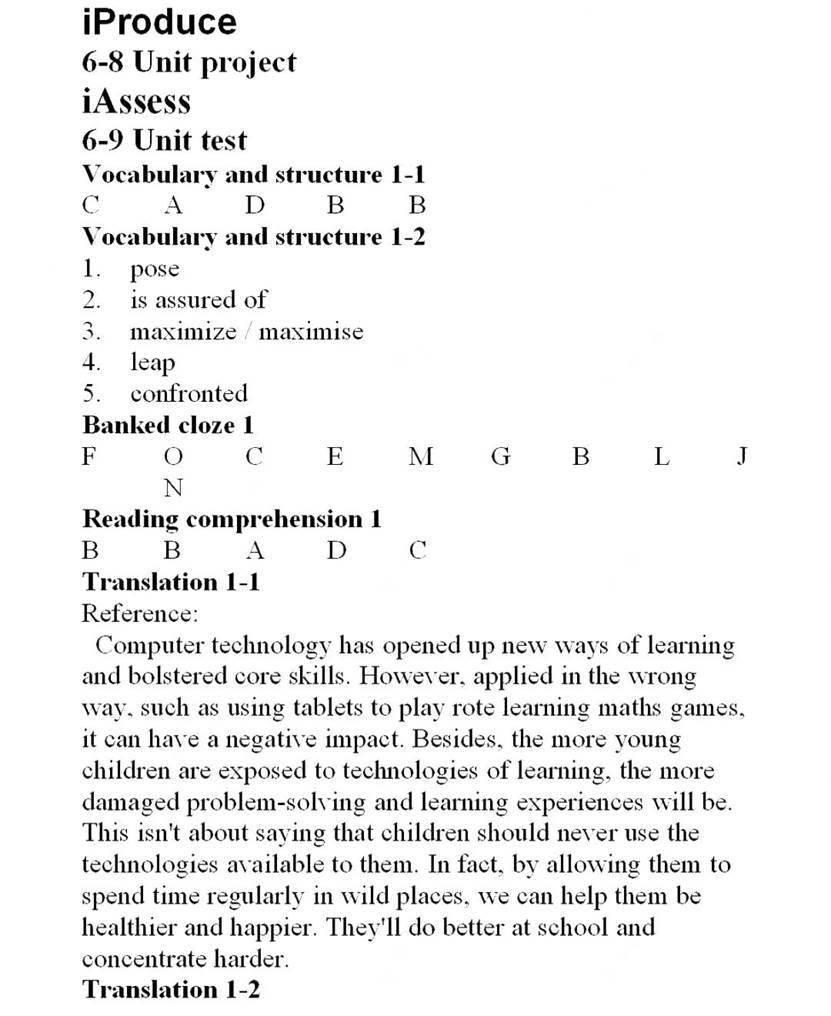 iProduce
6-8 Unit project
iAssess
6-9 Unit test
Vocabulary and structure 1-1
C A D B B
Vocabulary and structure 1-2
1. pose
2. is assured of
3. maximize / maximise
4. leap
5. confronted
Banked cloze 1
F O C E M G B L J
N
Reading comprehension 1
B B A D C
Translation 1-1
Reference:
Computer technology has opened up new ways of learning
and bolstered core skills. However, applied in the wrong
way, such as using tablets to play rote learning maths games,
it can have a negative impact. Besides, the more young
children are exposed to technologies of learning, the more
damaged problem-solving and learning experiences will be.
This isn't about saying that children should never use the
technologies available to them. In fact, by allowing them to
spend time regularly in wild places, we can help them be
healthier and happier. They'll do better at school and
concentrate harder.
Translation 1-2